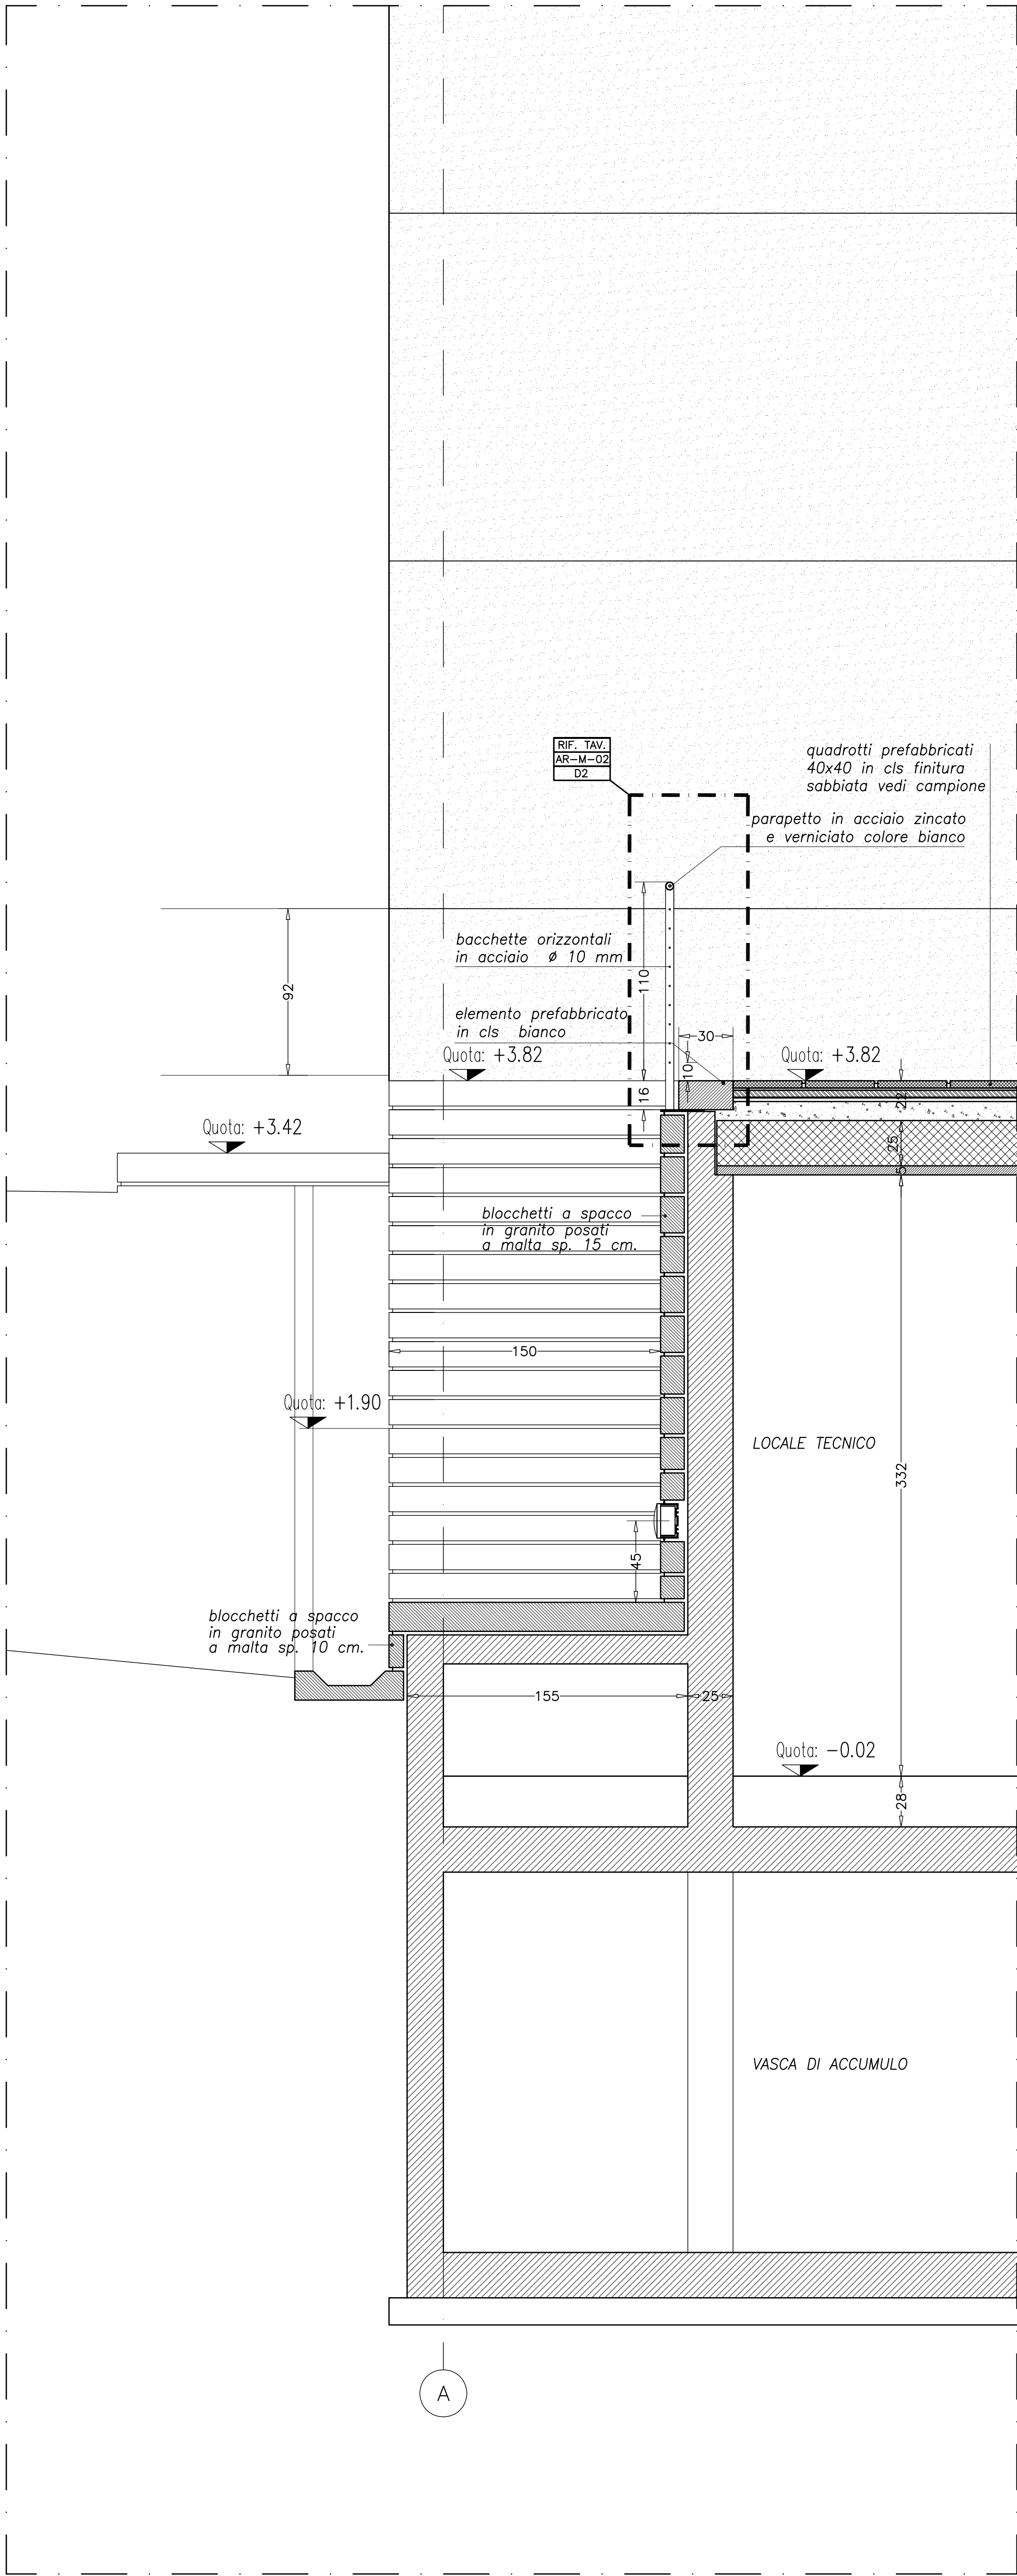 RIF. TAV.
AR-M-02
D2
quadrotti prefabbricati
40x40 in cls finitura
sabbiata vedi campione
parapetto in acciaio zincato
e verniciato colore bianco
bacchette orizzontali
in acciaio ø 10 mm
110
92
elemento prefabbricato
in cls bianco
30
Quota: +3.82
Quota: +3.82
10
16
22
Quota: +3.42
25
5
blocchetti a spacco
in granito posati
a malta sp. 15 cm.
150
Quota: +1.90
LOCALE TECNICO
332
45
blocchetti a spacco
in granito posati
a malta sp. 10 cm.
155
25
Quota: -0.02
28
VASCA DI ACCUMULO
A